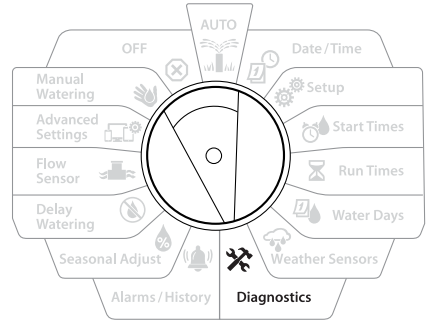 AUTO
OFF
Date / Time
Manual
Watering
Setup
Advanced
Settings
Start Times
Flow
Sensor
Run Times
Delay
Watering
Water Days
Seasonal Adjust
%
Weather Sensors
Alarms / History
Diagnostics